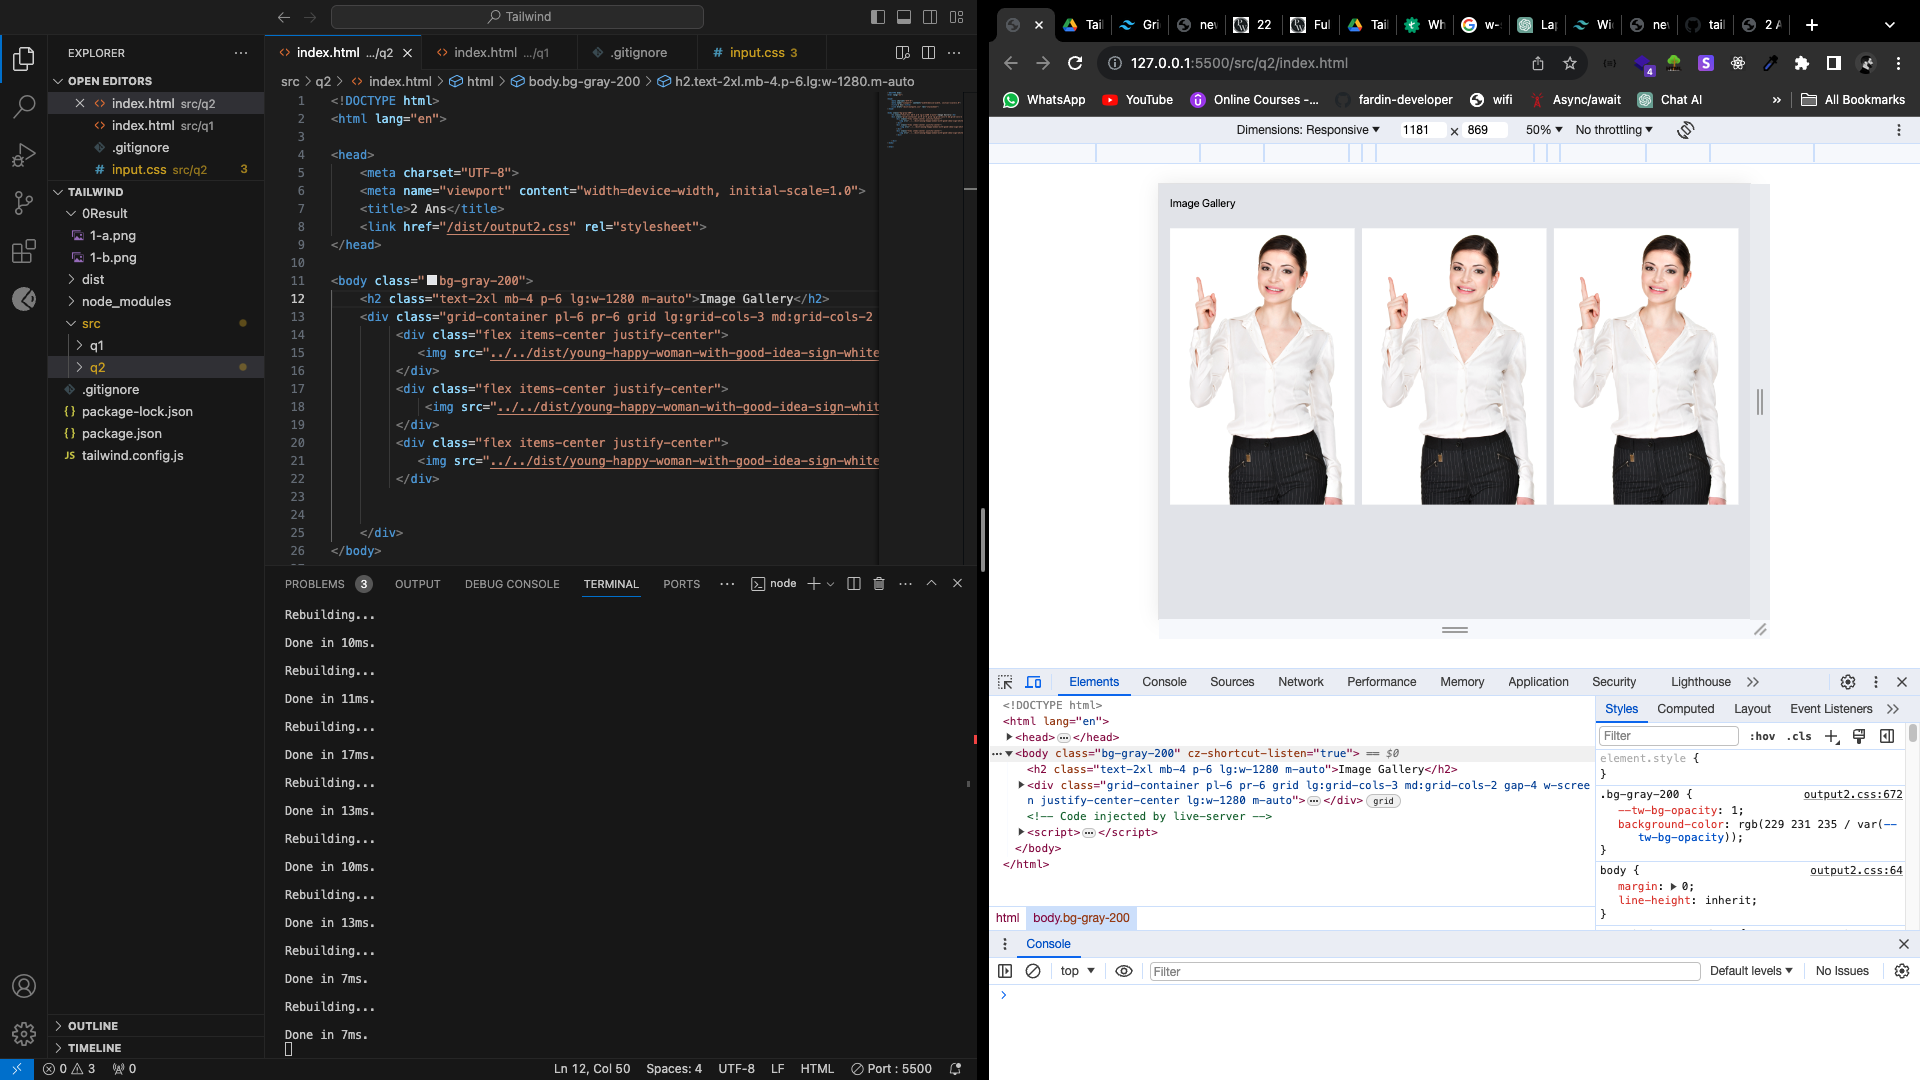 Tailwind
EXPLORER
OPEN EDITORS
index.html src/q2
index.html src/q1
.gitignore
input.css src/q2 3
TAILWIND
0Result
1-a.png
1-b.png
dist
node_modules
src
q1
q2
.gitignore
package-lock.json
package.json
tailwind.config.js
OUTLINE
TIMELINE
index.html .../q2
index.html .../q1
.gitignore
input.css 3
src > q2 > index.html > html > body.bg-gray-200 > h2.text-2xl.mb-4.p-6.lg:w-1280.m-auto
1 <!DOCTYPE html>
2 <html lang="en">
3
4 <head>
5 <meta charset="UTF-8">
6 <meta name="viewport" content="width=device-width, initial-scale=1.0">
7 <title>2 Ans</title>
8 <link href="/dist/output2.css" rel="stylesheet">
9 </head>
10
11 <body class="bg-gray-200">
12 <h2 class="text-2xl mb-4 p-6 lg:w-1280 m-auto">Image Gallery</h2>
13 <div class="grid-container pl-6 pr-6 grid lg:grid-cols-3 md:grid-cols-2
14 <div class="flex items-center justify-center">
15 <img src="../../dist/young-happy-woman-with-good-idea-sign-white
16 </div>
17 <div class="flex items-center justify-center">
18 <img src="../../dist/young-happy-woman-with-good-idea-sign-whit
19 </div>
20 <div class="flex items-center justify-center">
21 <img src="../../dist/young-happy-woman-with-good-idea-sign-white
22 </div>
23
24
25 </div>
26 </body>
PROBLEMS 3 OUTPUT DEBUG CONSOLE TERMINAL PORTS node
Rebuilding...
Done in 10ms.
Rebuilding...
Done in 11ms.
Rebuilding...
Done in 17ms.
Rebuilding...
Done in 13ms.
Rebuilding...
Done in 10ms.
Rebuilding...
Done in 13ms.
Rebuilding...
Done in 7ms.
Rebuilding...
Done in 7ms.
0 3 0 Ln 12, Col 50 Spaces: 4 UTF-8 LF HTML Port : 5500
Tail Gri nev 22 Ful Tail Wh w- Lap Wid nev tail 2 A
127.0.0.1:5500/src/q2/index.html
4
WhatsApp YouTube Online Courses -... fardin-developer wifi Async/await Chat AI » All Bookmarks
Dimensions: Responsive 1181 x 869 50% No throttling
Image Gallery
Elements Console Sources Network Performance Memory Application Security Lighthouse
<!DOCTYPE html>
<html lang="en">
<head> </head>
<body class="bg-gray-200" cz-shortcut-listen="true"> == $0
<h2 class="text-2xl mb-4 p-6 lg:w-1280 m-auto">Image Gallery</h2>
<div class="grid-container pl-6 pr-6 grid lg:grid-cols-3 md:grid-cols-2 gap-4 w-scree
n justify-center-center lg:w-1280 m-auto"> </div> grid
<!-- Code injected by live-server -->
<script> </script>
</body>
</html>
html body.bg-gray-200
Styles Computed Layout Event Listeners
Filter :hov .cls
element.style {
}
.bg-gray-200 { output2.css:672
--tw-bg-opacity: 1;
background-color: rgb(229 231 235 / var(--
tw-bg-opacity));
}
body { output2.css:64
margin: 0;
line-height: inherit;
}
Console
top Filter Default levels No Issues